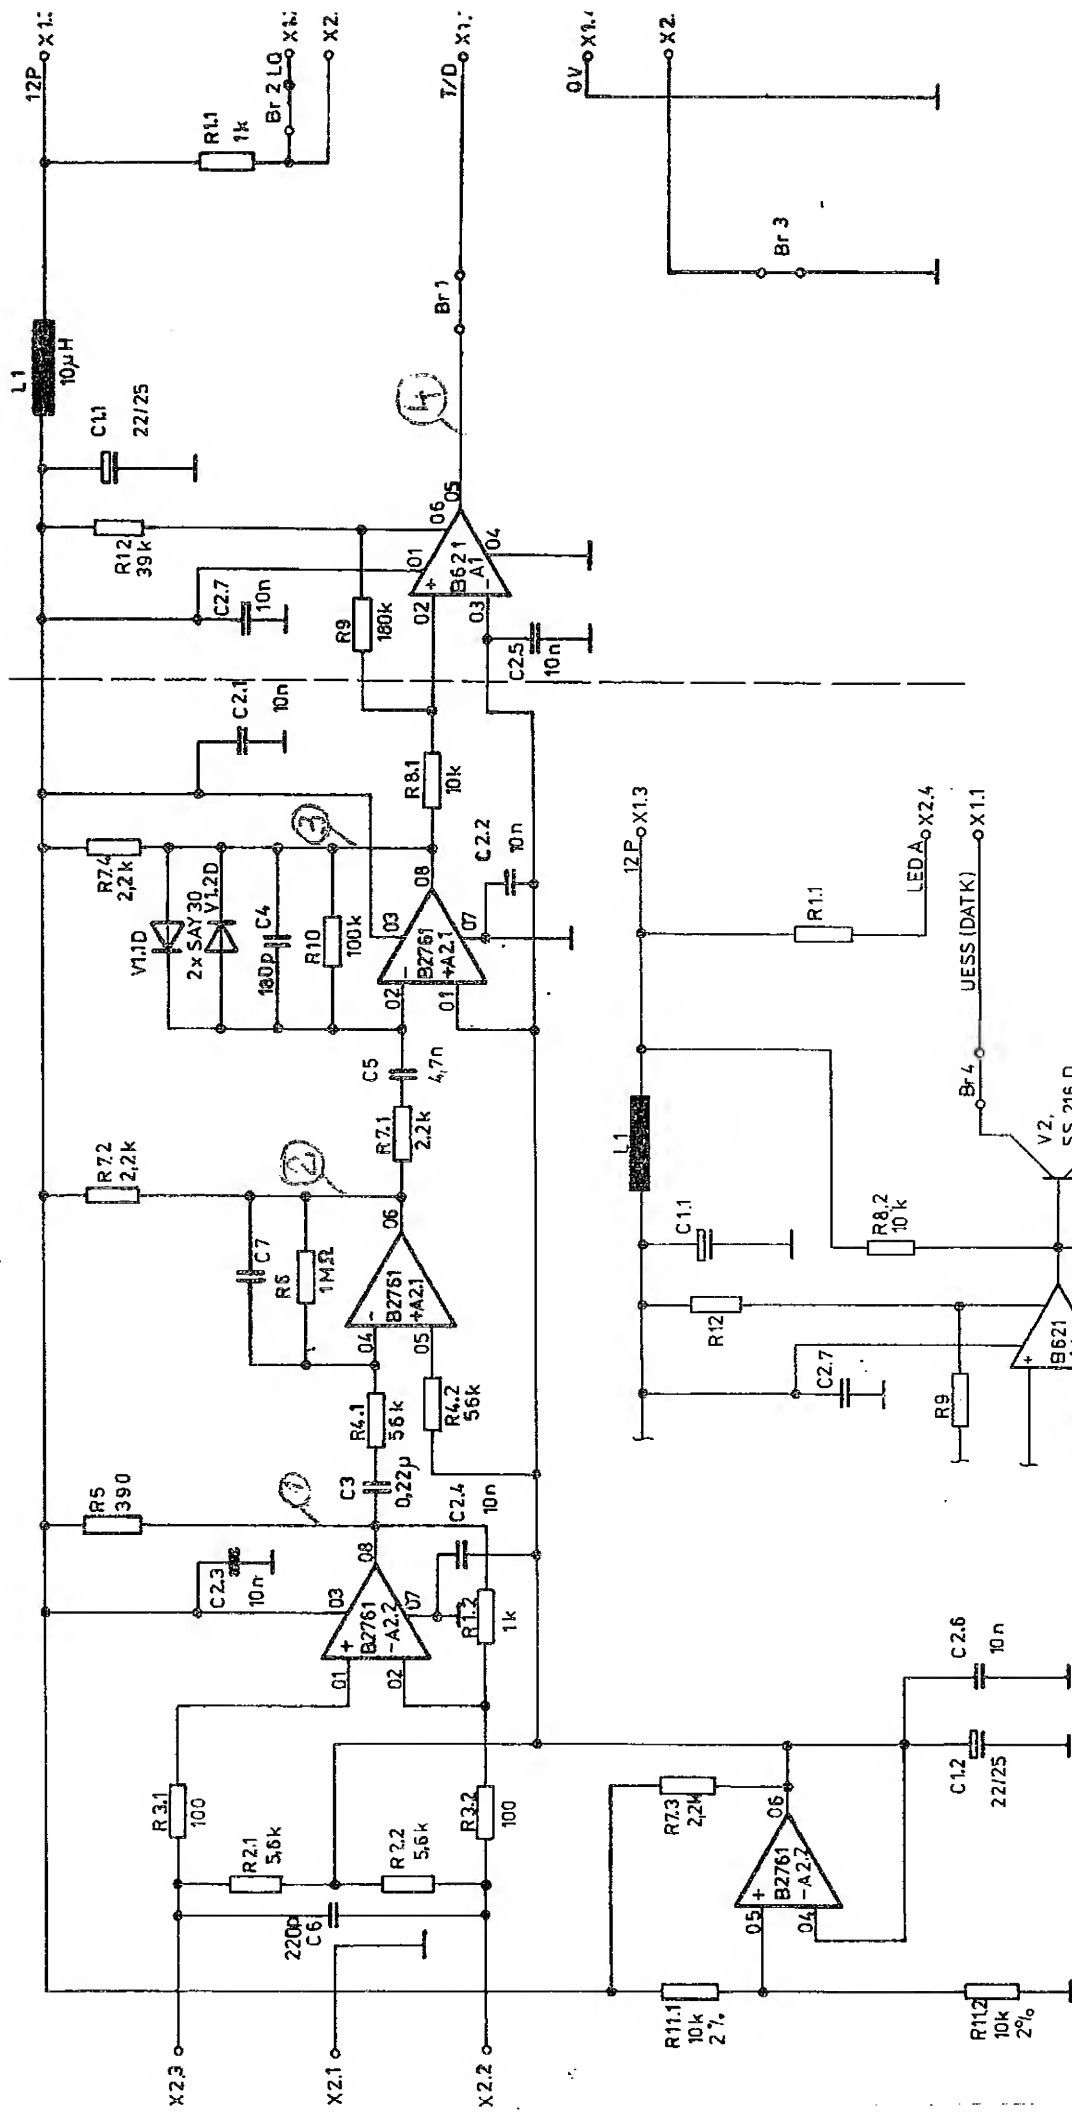 12P
X1.
L1
10µH
C1.1
22/25
R1.1
1k
Br 2
LQ
X1.
X2.
T/D
X1.
Br 1
0V
X1.
X2.
Br 3
4
R12
39k
C2.7
10n
R9
180k
01
06
05
02
+
B621
A1
-
03
04
C2.5
10n
C2.1
10n
R7.4
2,2k
V1.1D
2x SAY 30
V1.2D
C4
180p
R10
100k
3
R8.1
10k
03
08
02
-
B2761
+A2.1
01
07
C2.2
10n
C5
4,7n
R7.1
2.2k
R7.2
2,2k
2
C7
R6
1MΩ
06
04
-
B2761
+A2.1
05
R4.1
56k
R4.2
56k
C3
0,22µ
R5
390
1
C2.3
10n
C2.4
10n
03
08
01
+
B2761
-A2.2
02
07
R1.2
1k
R3.1
100
R3.2
100
R2.1
5,6k
R2.2
5,6k
220p
C6
X2.3
X2.1
X2.2
R7.3
2,2k
06
05
+
B2761
-A2.2
04
R11.1
10k
2%
R11.2
10k
2%
C1.2
22/25
C2.6
10n
12P
X1.3
R1.1
LED A
X2.4
UESS (DATK)
X1.1
Br 4
L1
V2,
SS 216 D
C1.1
R8.2
10k
R12
C2.7
R9
+
B621